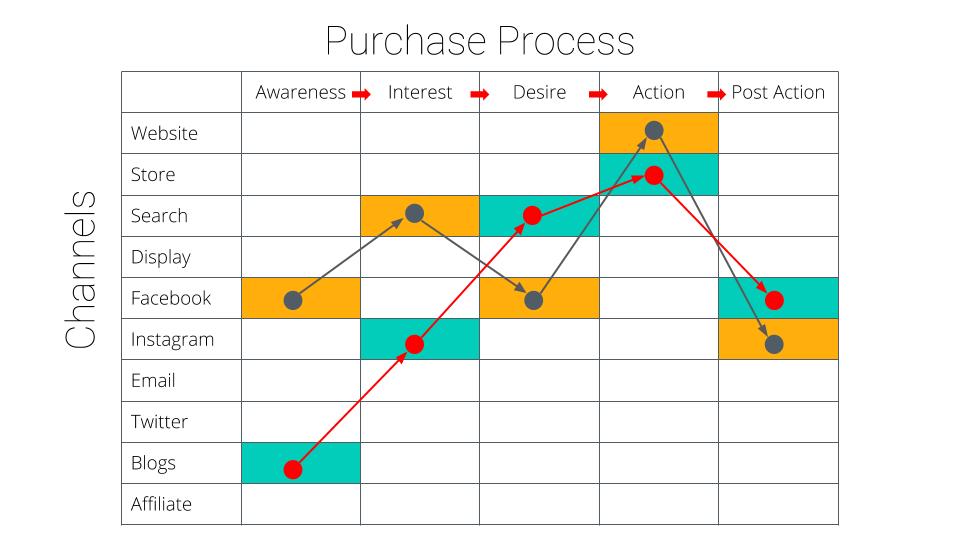 Purchase Process
Awareness Interest Desire Action Post Action
Channels
Website
Store
Search
Display
Facebook
Instagram
Email
Twitter
Blogs
Affiliate